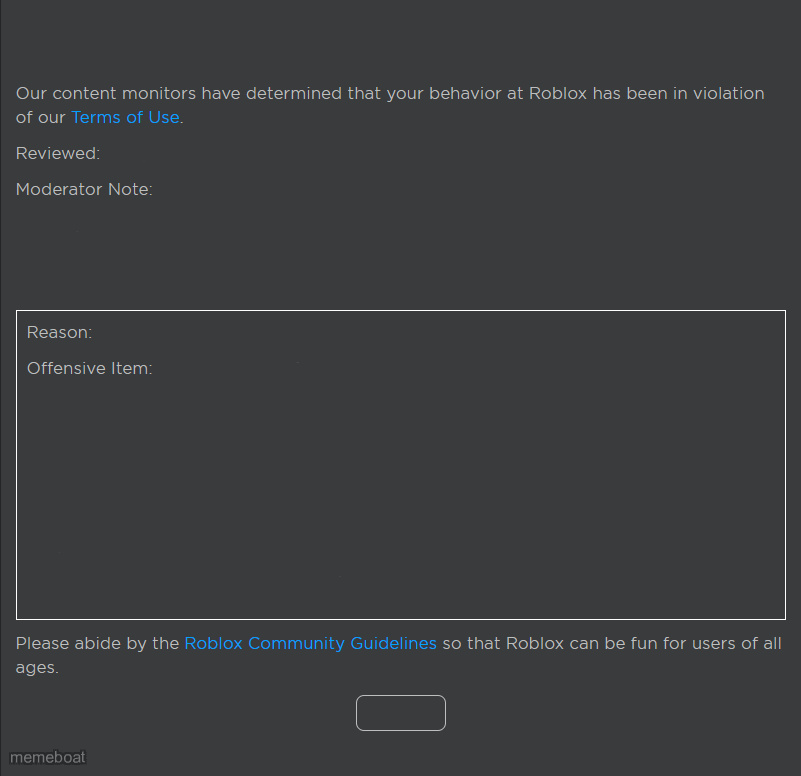 Our content monitors have determined that your behavior at Roblox has been in violation
of our Terms of Use.
Reviewed:
Moderator Note:
Reason:
Offensive Item:
Please abide by the Roblox Community Guidelines so that Roblox can be fun for users of all
ages.
memeboat